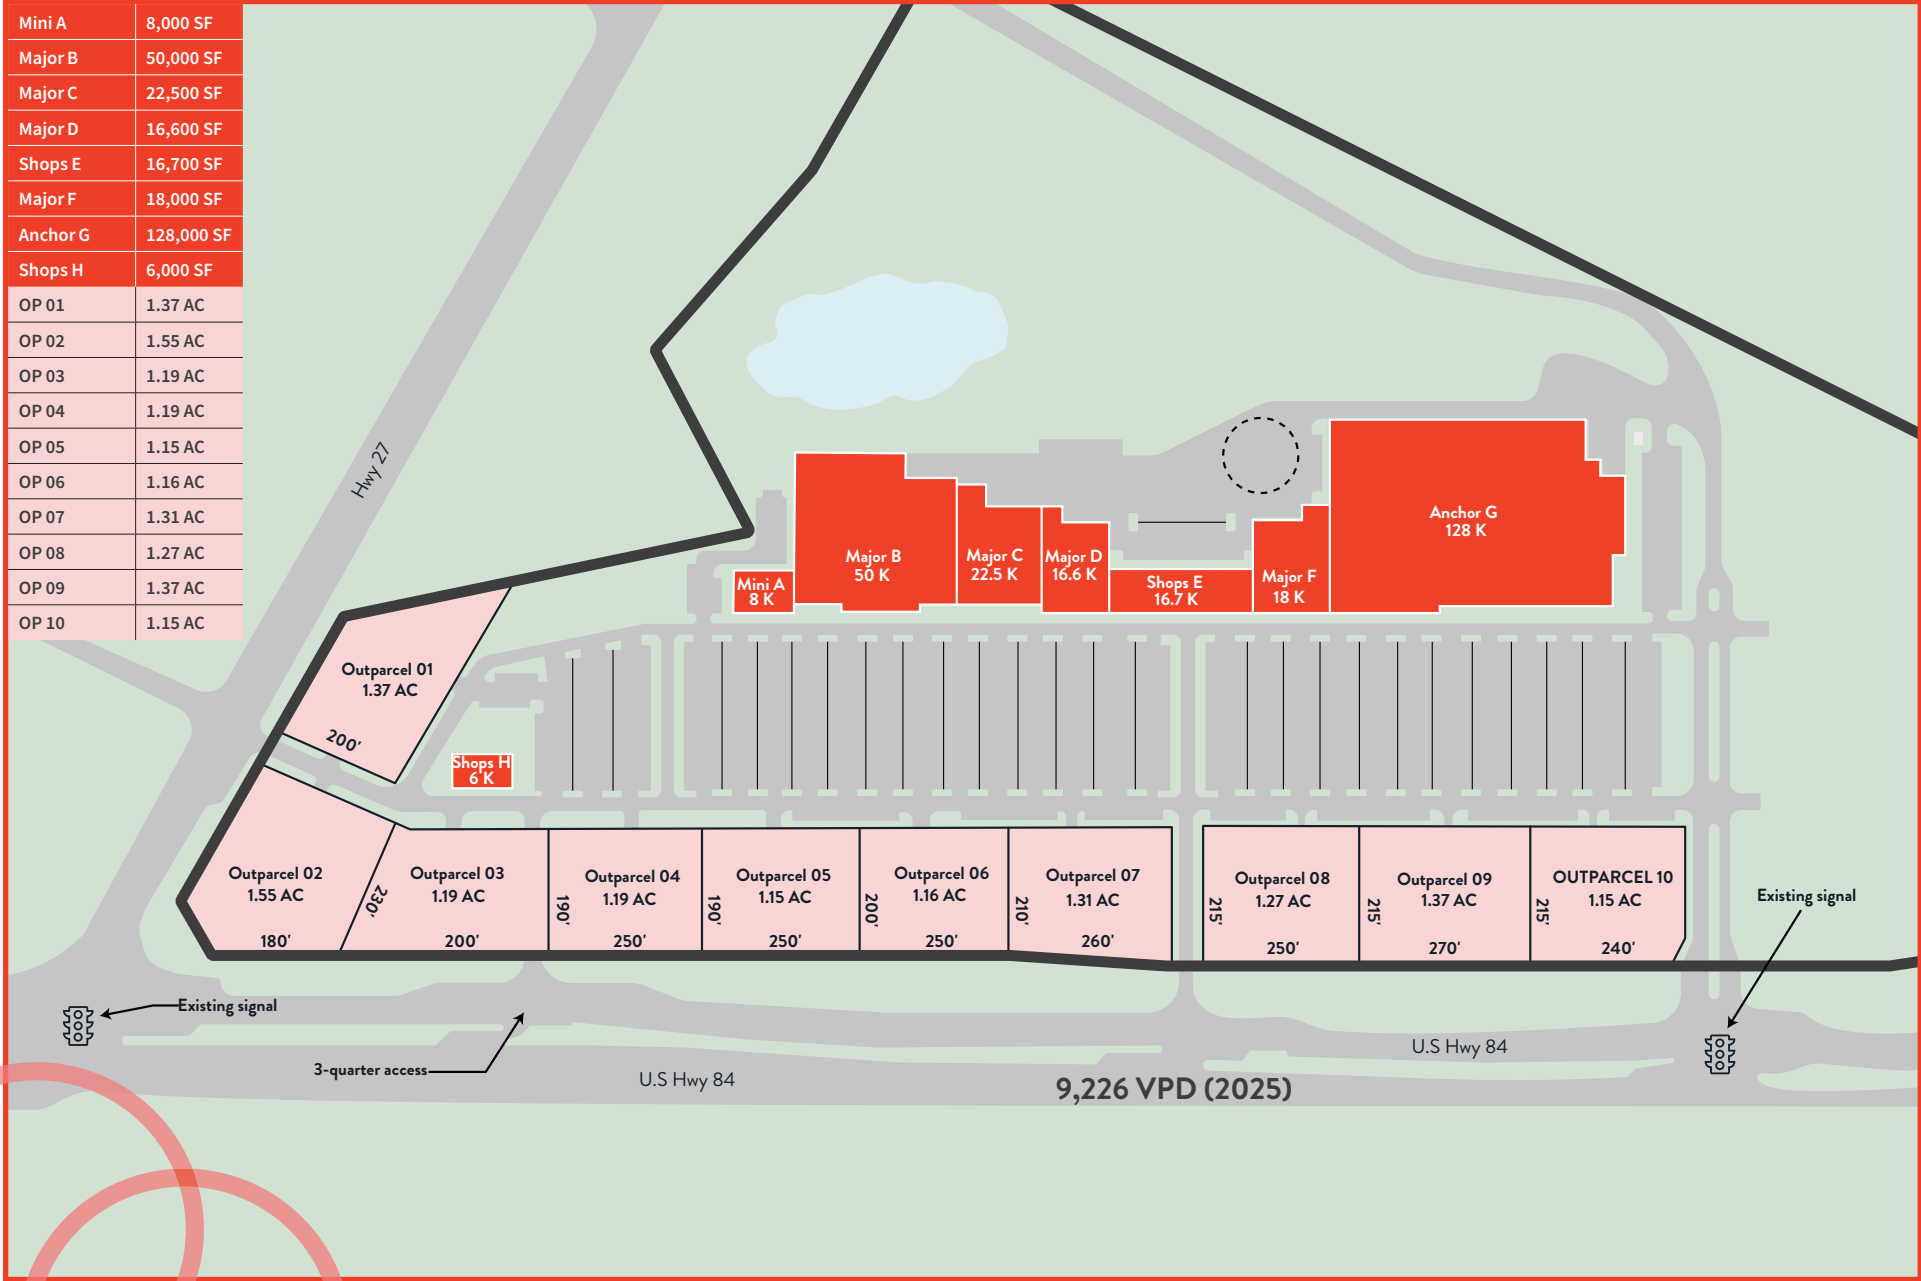 Mini A 8,000 SF
Major B 50,000 SF
Major C 22,500 SF
Major D 16,600 SF
Shops E 16,700 SF
Major F 18,000 SF
Anchor G 128,000 SF
Shops H 6,000 SF
OP 01 1.37 AC
OP 02 1.55 AC
OP 03 1.19 AC
OP 04 1.19 AC
OP 05 1.15 AC
OP 06 1.16 AC
OP 07 1.31 AC
OP 08 1.27 AC
OP 09 1.37 AC
OP 10 1.15 AC
Hwy 27
Mini A
8 K
Major B
50 K
Major C
22.5 K
Major D
16.6 K
Shops E
16.7 K
Major F
18 K
Anchor G
128 K
Outparcel 01
1.37 AC
200'
Shops H
6 K
Outparcel 02
1.55 AC
180'
230'
Outparcel 03
1.19 AC
200'
190'
Outparcel 04
1.19 AC
250'
190'
Outparcel 05
1.15 AC
250'
200'
Outparcel 06
1.16 AC
250'
210'
Outparcel 07
1.31 AC
260'
215'
Outparcel 08
1.27 AC
250'
215'
Outparcel 09
1.37 AC
270'
215'
OUTPARCEL 10
1.15 AC
240'
Existing signal
Existing signal
3-quarter access
U.S Hwy 84
U.S Hwy 84
9,226 VPD (2025)